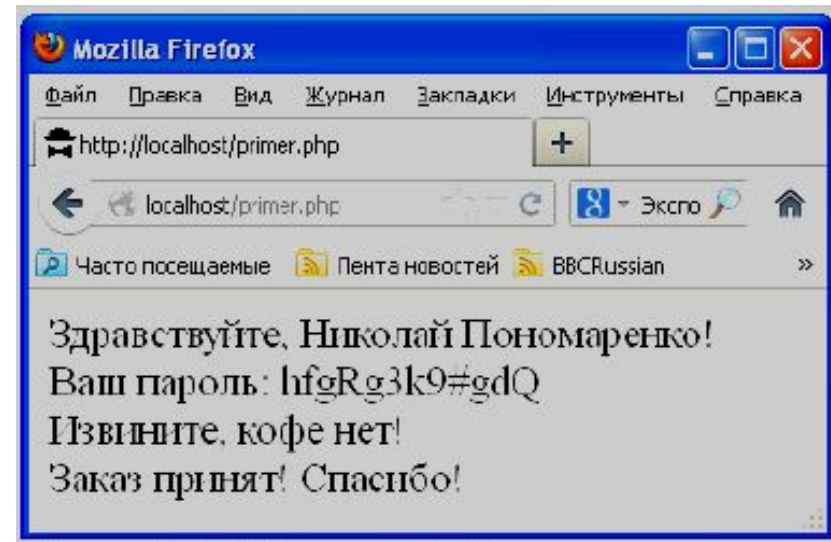 Mozilla Firefox
Файл Правка Вид Журнал Закладки Инструменты Справка
http://localhost/primer.php
localhost/primer.php Экспо
Часто посещаемые Лента новостей BBCRussian
Здравствуйте, Николай Пономаренко!
Ваш пароль: hfgRg3k9#gdQ
Извините, кофе нет!
Заказ принят! Спасибо!